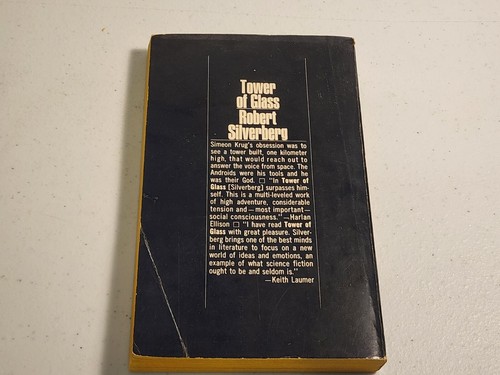 Tower
of Glass
Robert
Silverberg
Simeon Krug's obsession was to
see a tower built, one kilometer
high, that would reach out to
answer the voice from space. The
Androids were his tools and he
was their God. □ "In Tower of
Glass [Silverberg] surpasses him-
self. This is a multi-leveled work
of high adventure, considerable
tension and—most important—
social consciousness."—Harlan
Ellison □ "I have read Tower of
Glass with great pleasure. Silver-
berg brings one of the best minds
in literature to focus on a new
world of ideas and emotions, an
example of what science fiction
ought to be and seldom is."
—Keith Laumer